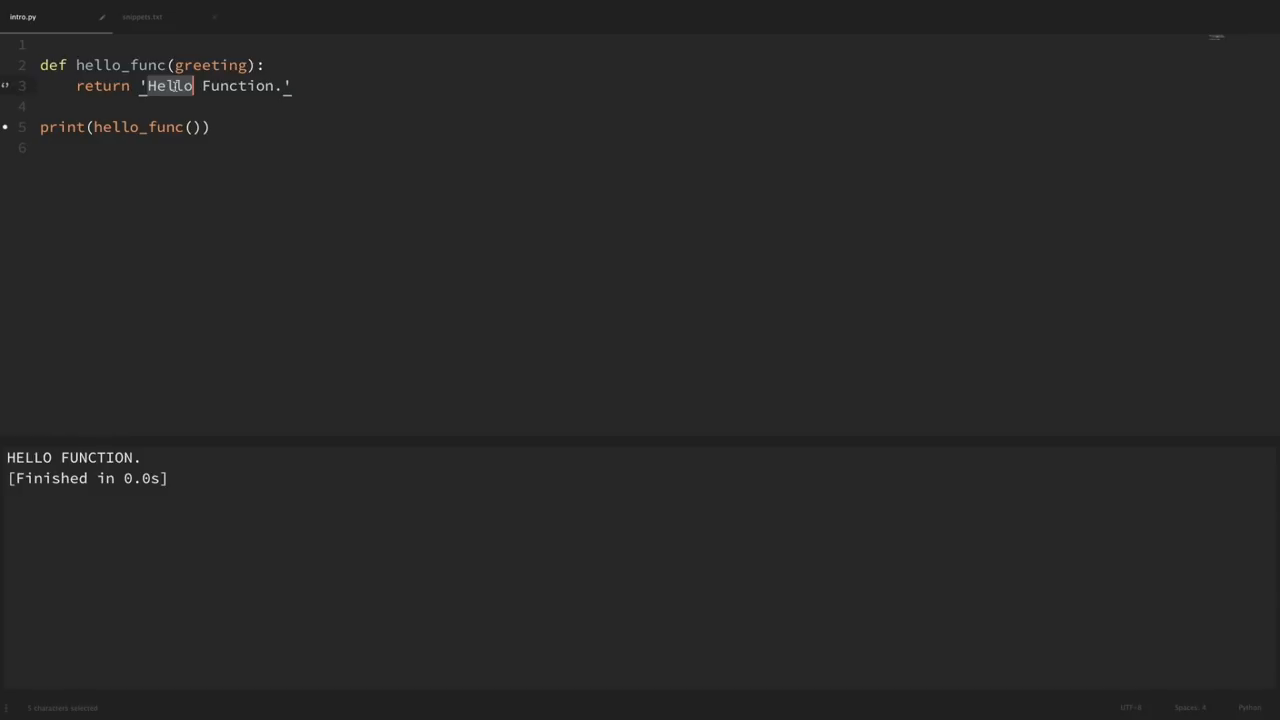 intro.py snippets.txt
1
2 def hello_func(greeting):
3     return 'Hello Function.'
4
5 print(hello_func())
6
HELLO FUNCTION.
[Finished in 0.0s]
5 characters selected UTF-8 Spaces: 4 Python